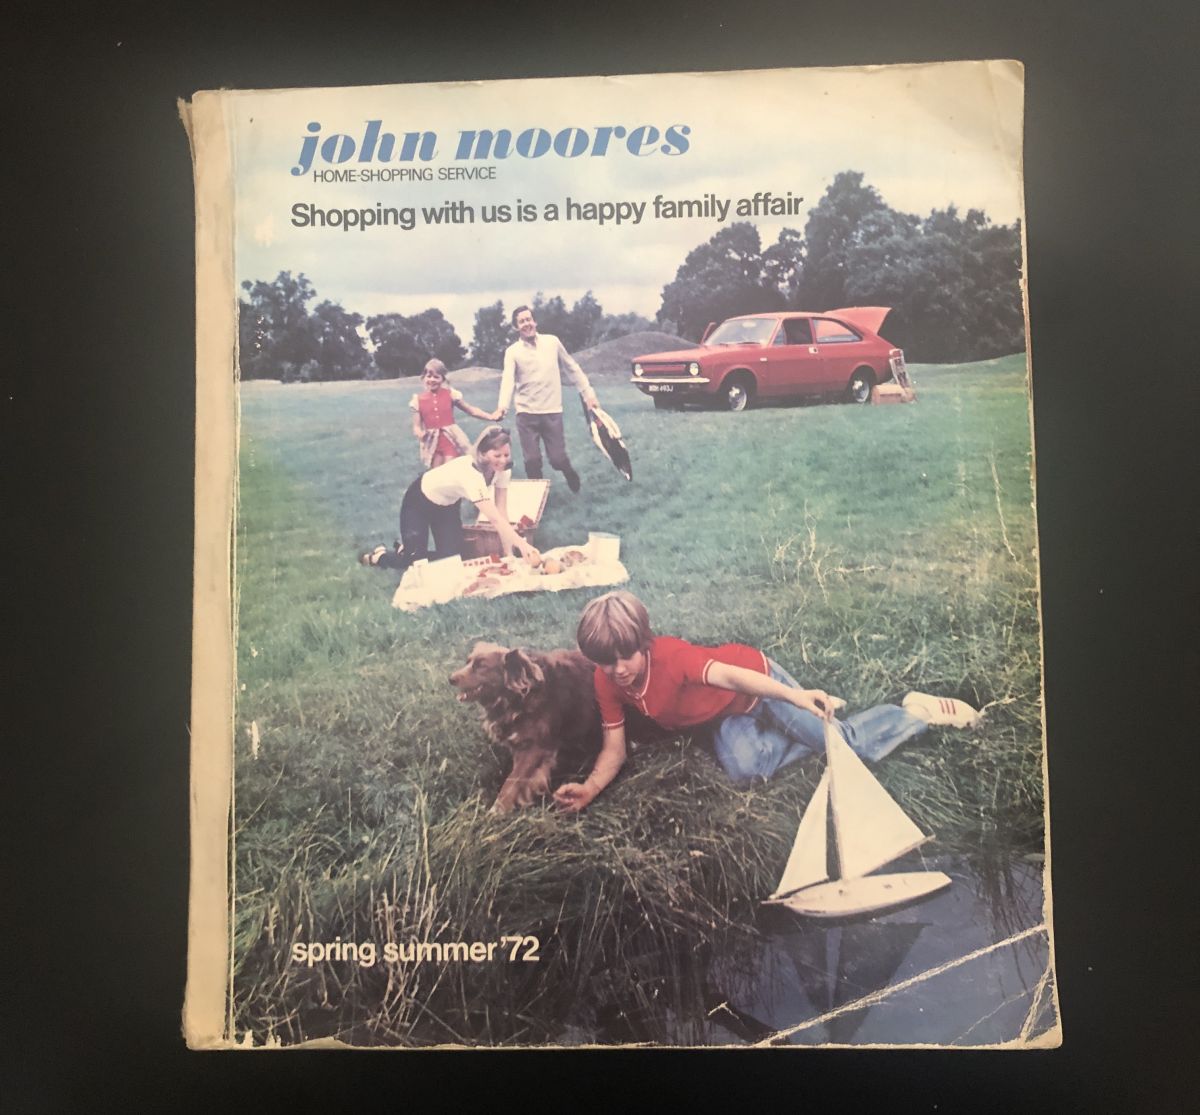 john moores
HOME-SHOPPING SERVICE
Shopping with us is a happy family affair
spring summer '72